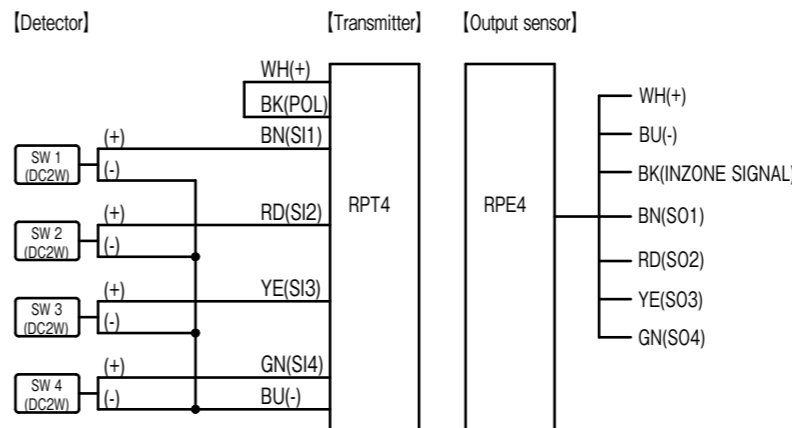 【Detector】
【Transmitter】
【Output sensor】
WH(+)
BK(POL)
BN(SI1)
RD(SI2)
YE(SI3)
GN(SI4)
BU(-)
SW 1
(DC2W)
(+)
(-)
SW 2
(DC2W)
(+)
(-)
SW 3
(DC2W)
(+)
(-)
SW 4
(DC2W)
(+)
(-)
RPT4
RPE4
WH(+)
BU(-)
BK(INZONE SIGNAL)
BN(SO1)
RD(SO2)
YE(SO3)
GN(SO4)